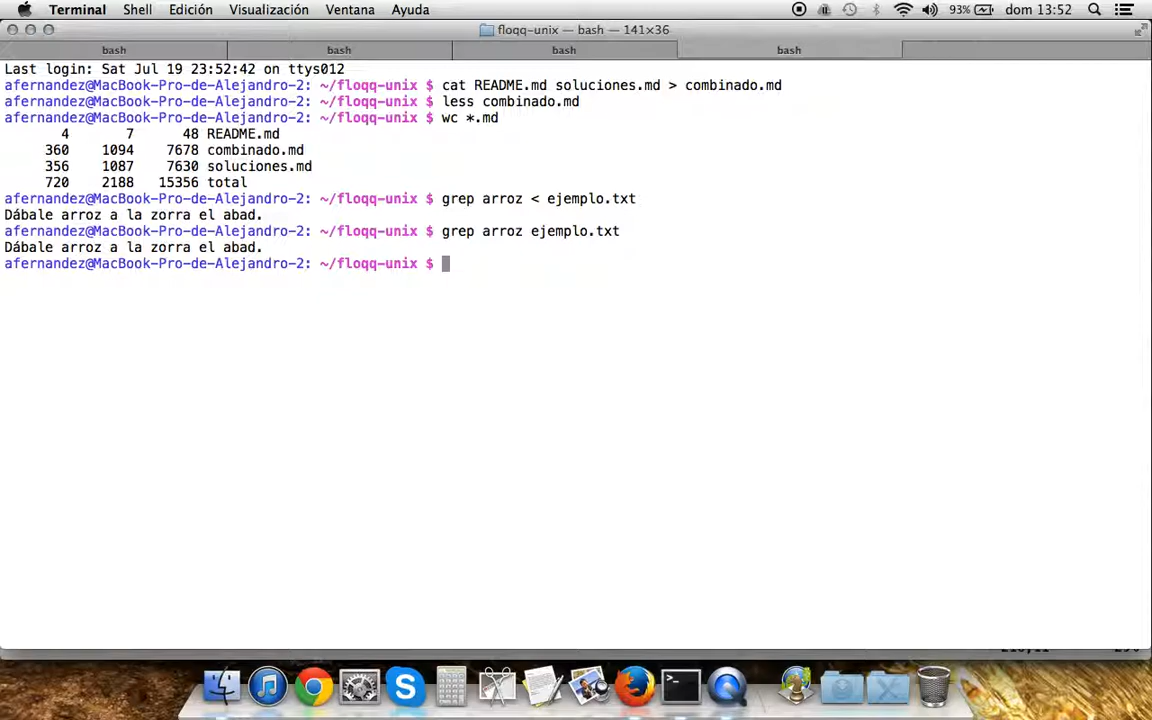 Terminal Shell Edición Visualización Ventana Ayuda 93% dom 13:52
floqq-unix — bash — 141×36
bash bash bash bash
Last login: Sat Jul 19 23:52:42 on ttys012
afernandez@MacBook-Pro-de-Alejandro-2: ~/floqq-unix $ cat README.md soluciones.md > combinado.md
afernandez@MacBook-Pro-de-Alejandro-2: ~/floqq-unix $ less combinado.md
afernandez@MacBook-Pro-de-Alejandro-2: ~/floqq-unix $ wc *.md
4 7 48 README.md
360 1094 7678 combinado.md
356 1087 7630 soluciones.md
720 2188 15356 total
afernandez@MacBook-Pro-de-Alejandro-2: ~/floqq-unix $ grep arroz < ejemplo.txt
Dábale arroz a la zorra el abad.
afernandez@MacBook-Pro-de-Alejandro-2: ~/floqq-unix $ grep arroz ejemplo.txt
Dábale arroz a la zorra el abad.
afernandez@MacBook-Pro-de-Alejandro-2: ~/floqq-unix $